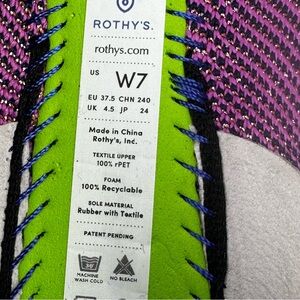 ROTHY'S.
rothys.com
US W7
EU 37.5 CHN 240
UK 4.5 JP 24
Made in China
Rothy's, Inc.
TEXTILE UPPER
100% rPET
FOAM
100% Recyclable
SOLE MATERIAL
Rubber with Textile
PATENT PENDING
MACHINE WASH COLD
NO BLEACH